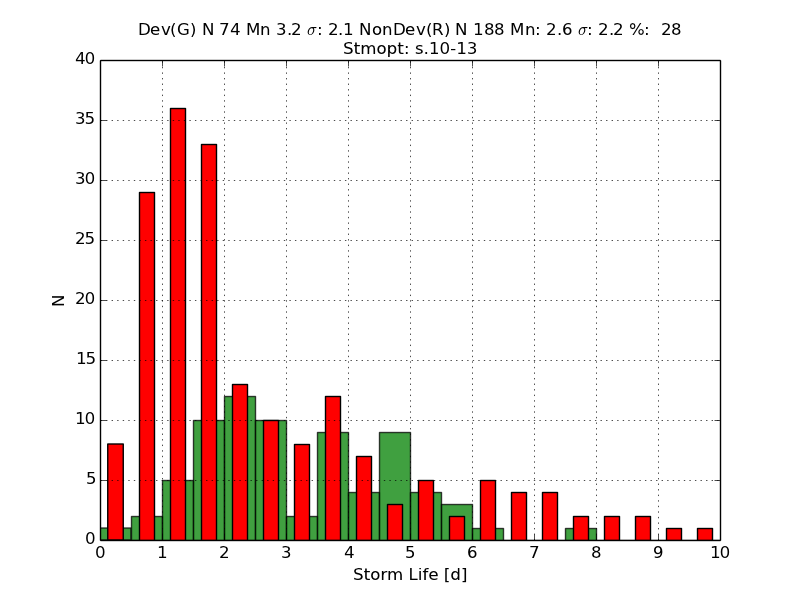 Dev(G) N 74 Mn 3.2 σ: 2.1 NonDev(R) N 188 Mn: 2.6 σ: 2.2 %:  28
Stmopt: s.10-13
40
35
30
25
20
15
10
5
0
N
0 1 2 3 4 5 6 7 8 9 10
Storm Life [d]